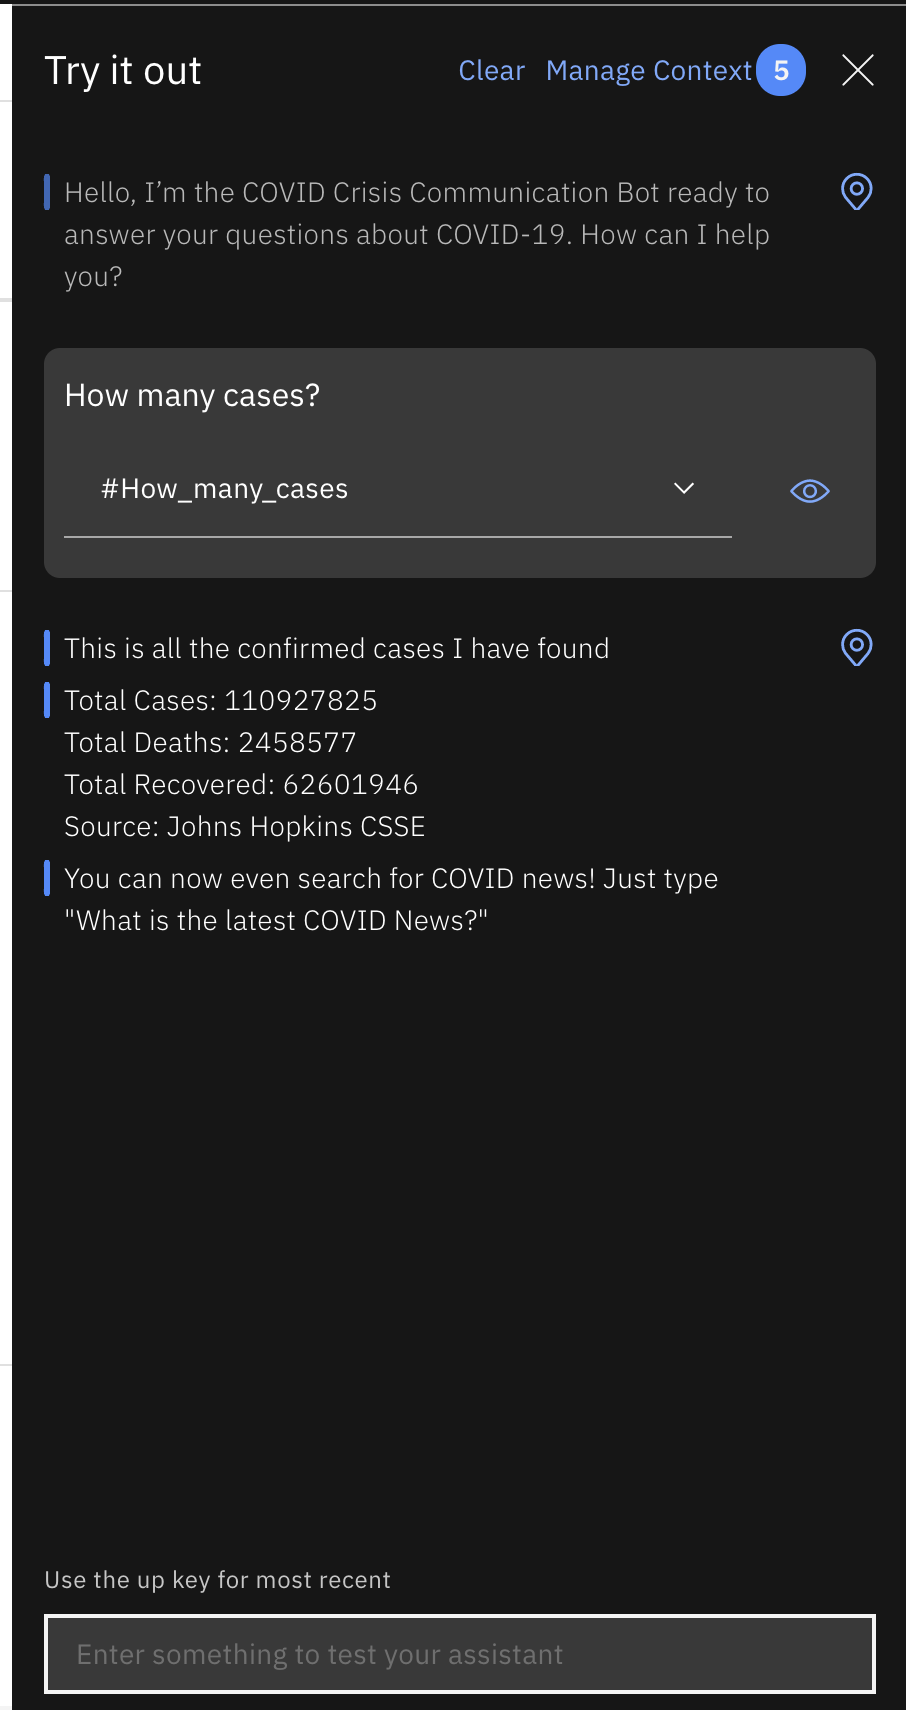 Try it out
Clear Manage Context 5
Hello, I’m the COVID Crisis Communication Bot ready to
answer your questions about COVID-19. How can I help
you?
How many cases?
#How_many_cases
This is all the confirmed cases I have found
Total Cases: 110927825
Total Deaths: 2458577
Total Recovered: 62601946
Source: Johns Hopkins CSSE
You can now even search for COVID news! Just type
"What is the latest COVID News?"
Use the up key for most recent
Enter something to test your assistant